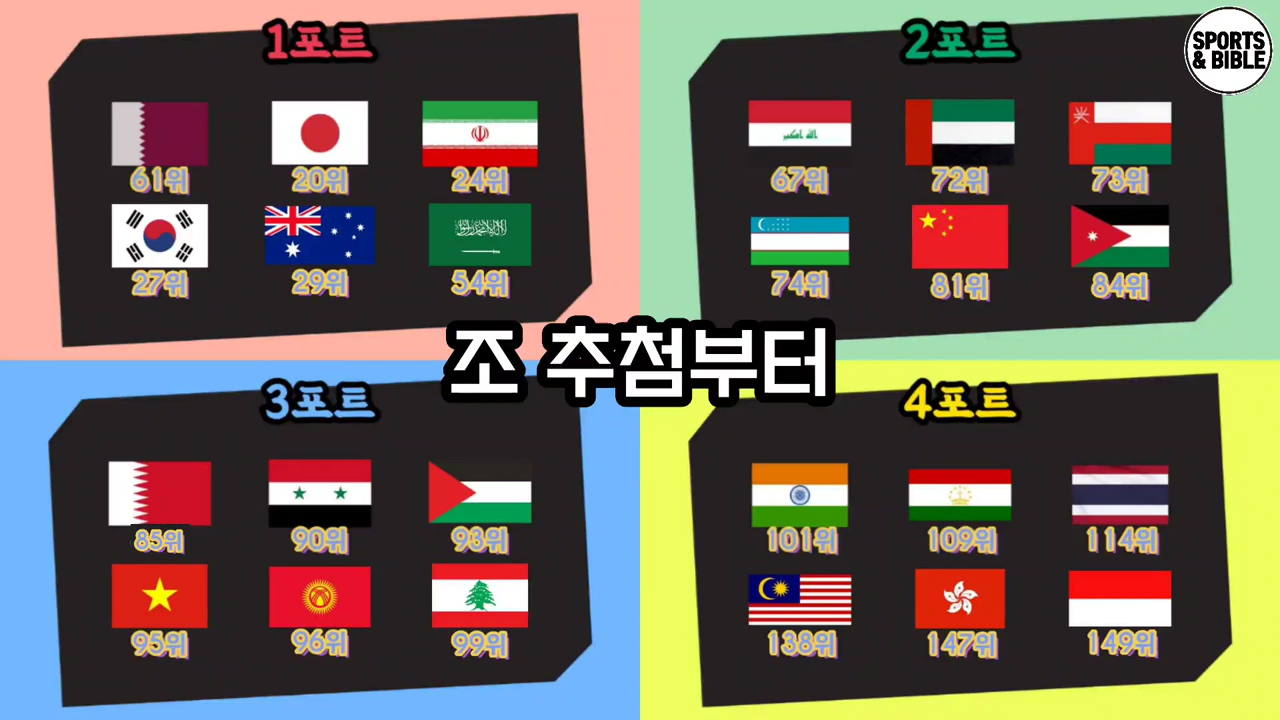 1포트
61위 20위 24위
27위 29위 54위
2포트
SPORTS
& BIBLE
67위 72위 73위
الله اكبر
74위 81위 84위
조 추첨부터
3포트
85위 90위 93위
95위 96위 99위
4포트
101위 109위 114위
138위 147위 149위